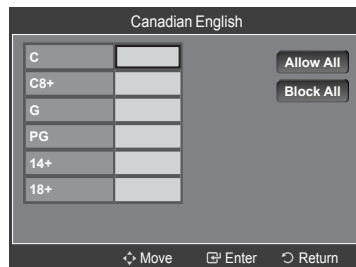 Canadian English
C
Allow All
C8+
Block All
G
PG
14+
18+
Move Enter Return